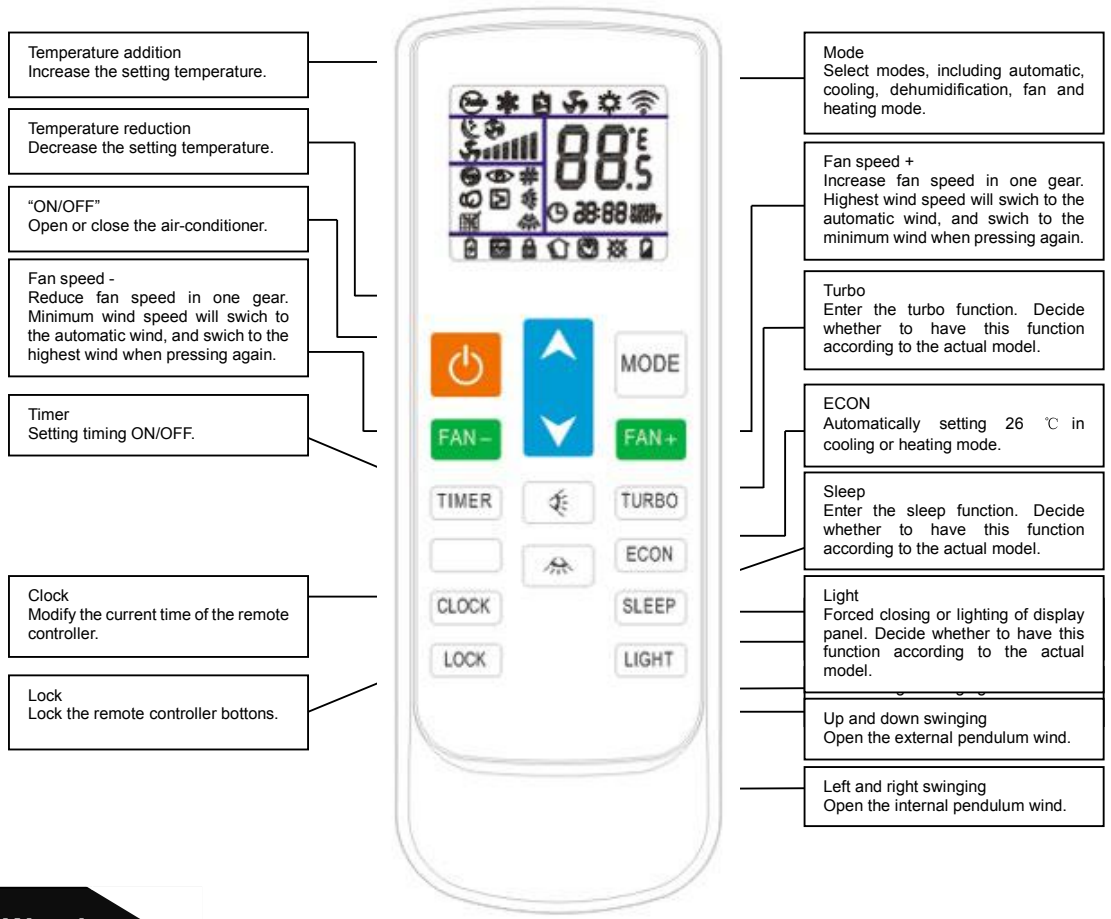 Temperature addition
Increase the setting temperature.
Temperature reduction
Decrease the setting temperature.
“ON/OFF”
Open or close the air-conditioner.
Fan speed -
Reduce fan speed in one gear.
Minimum wind speed will swich to
the automatic wind, and swich to the
highest wind when pressing again.
Timer
Setting timing ON/OFF.
Clock
Modify the current time of the remote
controller.
Lock
Lock the remote controller bottons.
88.5
28:88
MODE
FAN− FAN+
TIMER TURBO
ECON
CLOCK SLEEP
LOCK LIGHT
Mode
Select modes, including automatic,
cooling, dehumidification, fan and
heating mode.
Fan speed +
Increase fan speed in one gear.
Highest wind speed will swich to the
automatic wind, and swich to the
minimum wind when pressing again.
Turbo
Enter the turbo function. Decide
whether to have this function
according to the actual model.
ECON
Automatically setting 26 ℃ in
cooling or heating mode.
Sleep
Enter the sleep function. Decide
whether to have this function
according to the actual model.
Light
Forced closing or lighting of display
panel. Decide whether to have this
function according to the actual
model.
Up and down swinging
Open the external pendulum wind.
Left and right swinging
Open the internal pendulum wind.